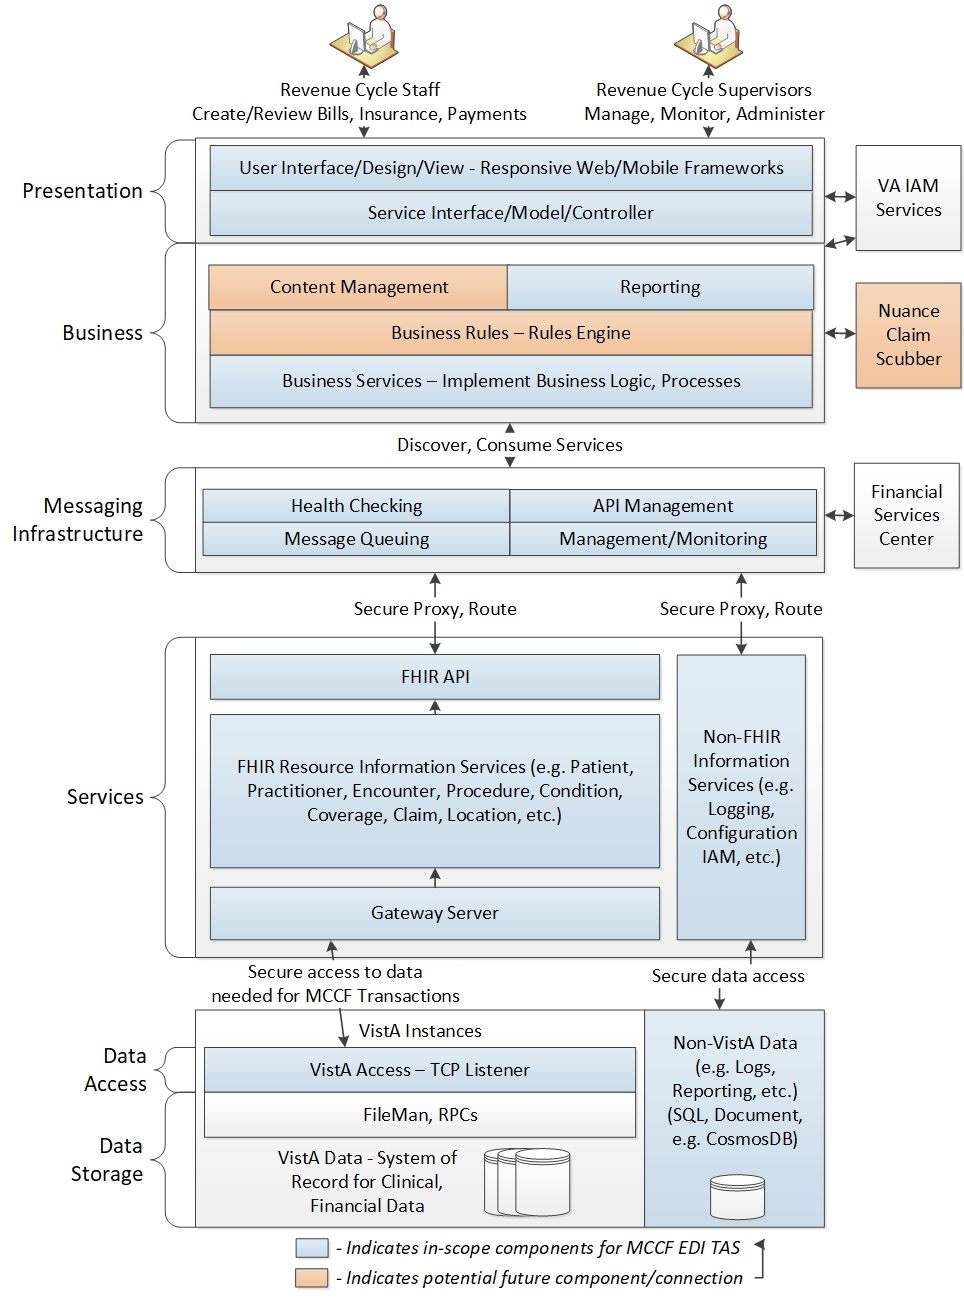 Revenue Cycle Staff
Create/Review Bills, Insurance, Payments
Revenue Cycle Supervisors
Manage, Monitor, Administer
Presentation
User Interface/Design/View - Responsive Web/Mobile Frameworks
Service Interface/Model/Controller
VA IAM
Services
Business
Content Management
Reporting
Business Rules – Rules Engine
Business Services – Implement Business Logic, Processes
Nuance
Claim
Scubber
Discover, Consume Services
Messaging
Infrastructure
Health Checking
API Management
Message Queuing
Management/Monitoring
Financial
Services
Center
Secure Proxy, Route
Secure Proxy, Route
Services
FHIR API
FHIR Resource Information Services (e.g. Patient,
Practitioner, Encounter, Procedure, Condition,
Coverage, Claim, Location, etc.)
Gateway Server
Non-FHIR
Information
Services (e.g.
Logging,
Configuration
IAM, etc.)
Secure access to data
needed for MCCF Transactions
Secure data access
VistA Instances
Data
Access
VistA Access – TCP Listener
Data
Storage
FileMan, RPCs
VistA Data - System of
Record for Clinical,
Financial Data
Non-VistA Data
(e.g. Logs,
Reporting, etc.)
(SQL, Document,
e.g. CosmosDB)
- Indicates in-scope components for MCCF EDI TAS
- Indicates potential future component/connection